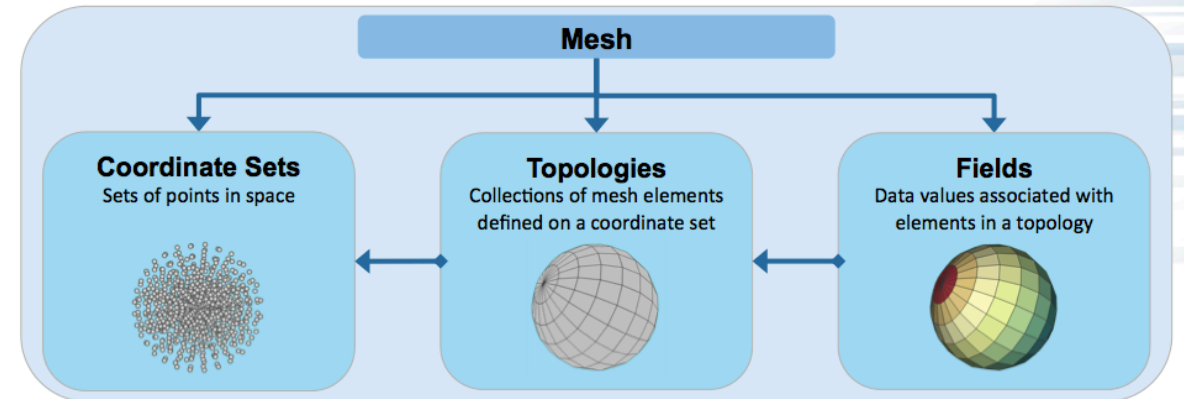 Mesh
Coordinate Sets
Sets of points in space
Topologies
Collections of mesh elements
defined on a coordinate set
Fields
Data values associated with
elements in a topology